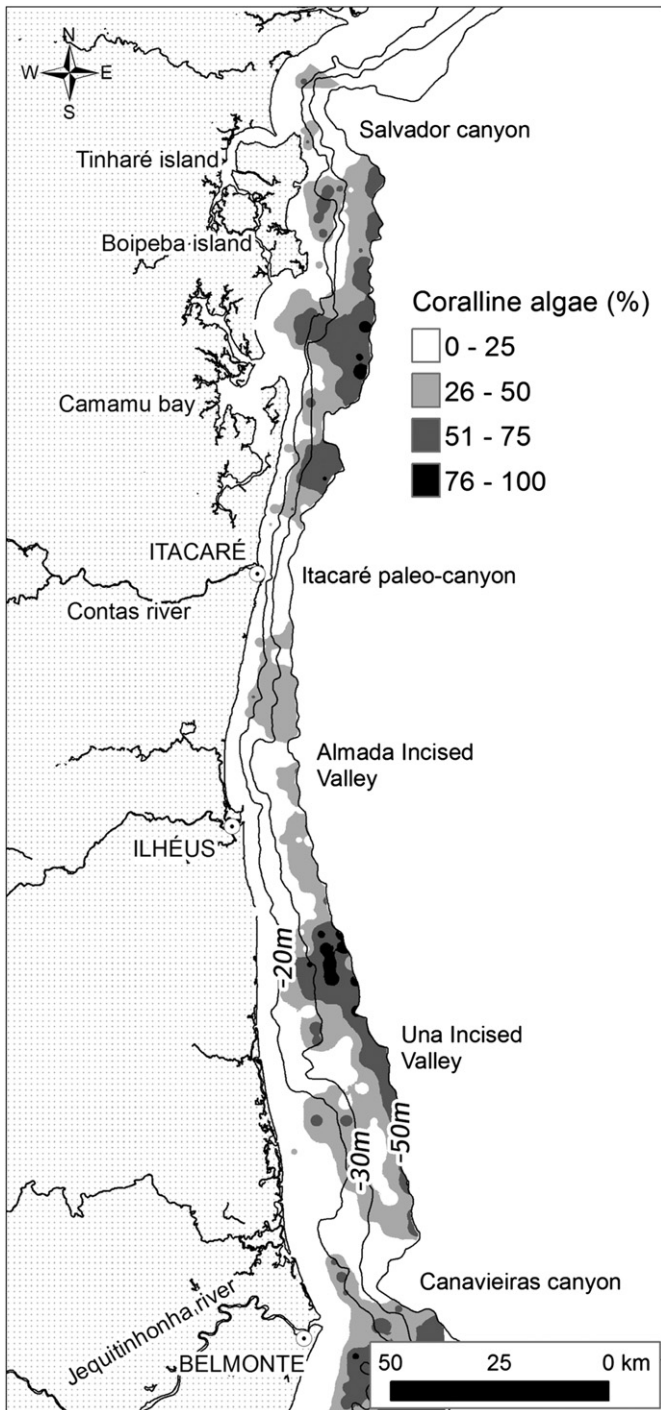 N
W E
S
Salvador canyon
Tinharé island
Boipeba island
Coralline algae (%)
0 - 25
26 - 50
51 - 75
76 - 100
Camamu bay
ITACARÉ
Itacaré paleo-canyon
Contas river
Almada Incised
Valley
ILHÉUS
-20m
Una Incised
Valley
-30m
-50m
Canavieiras canyon
Jequitinhonha river
BELMONTE
50 25 0 km